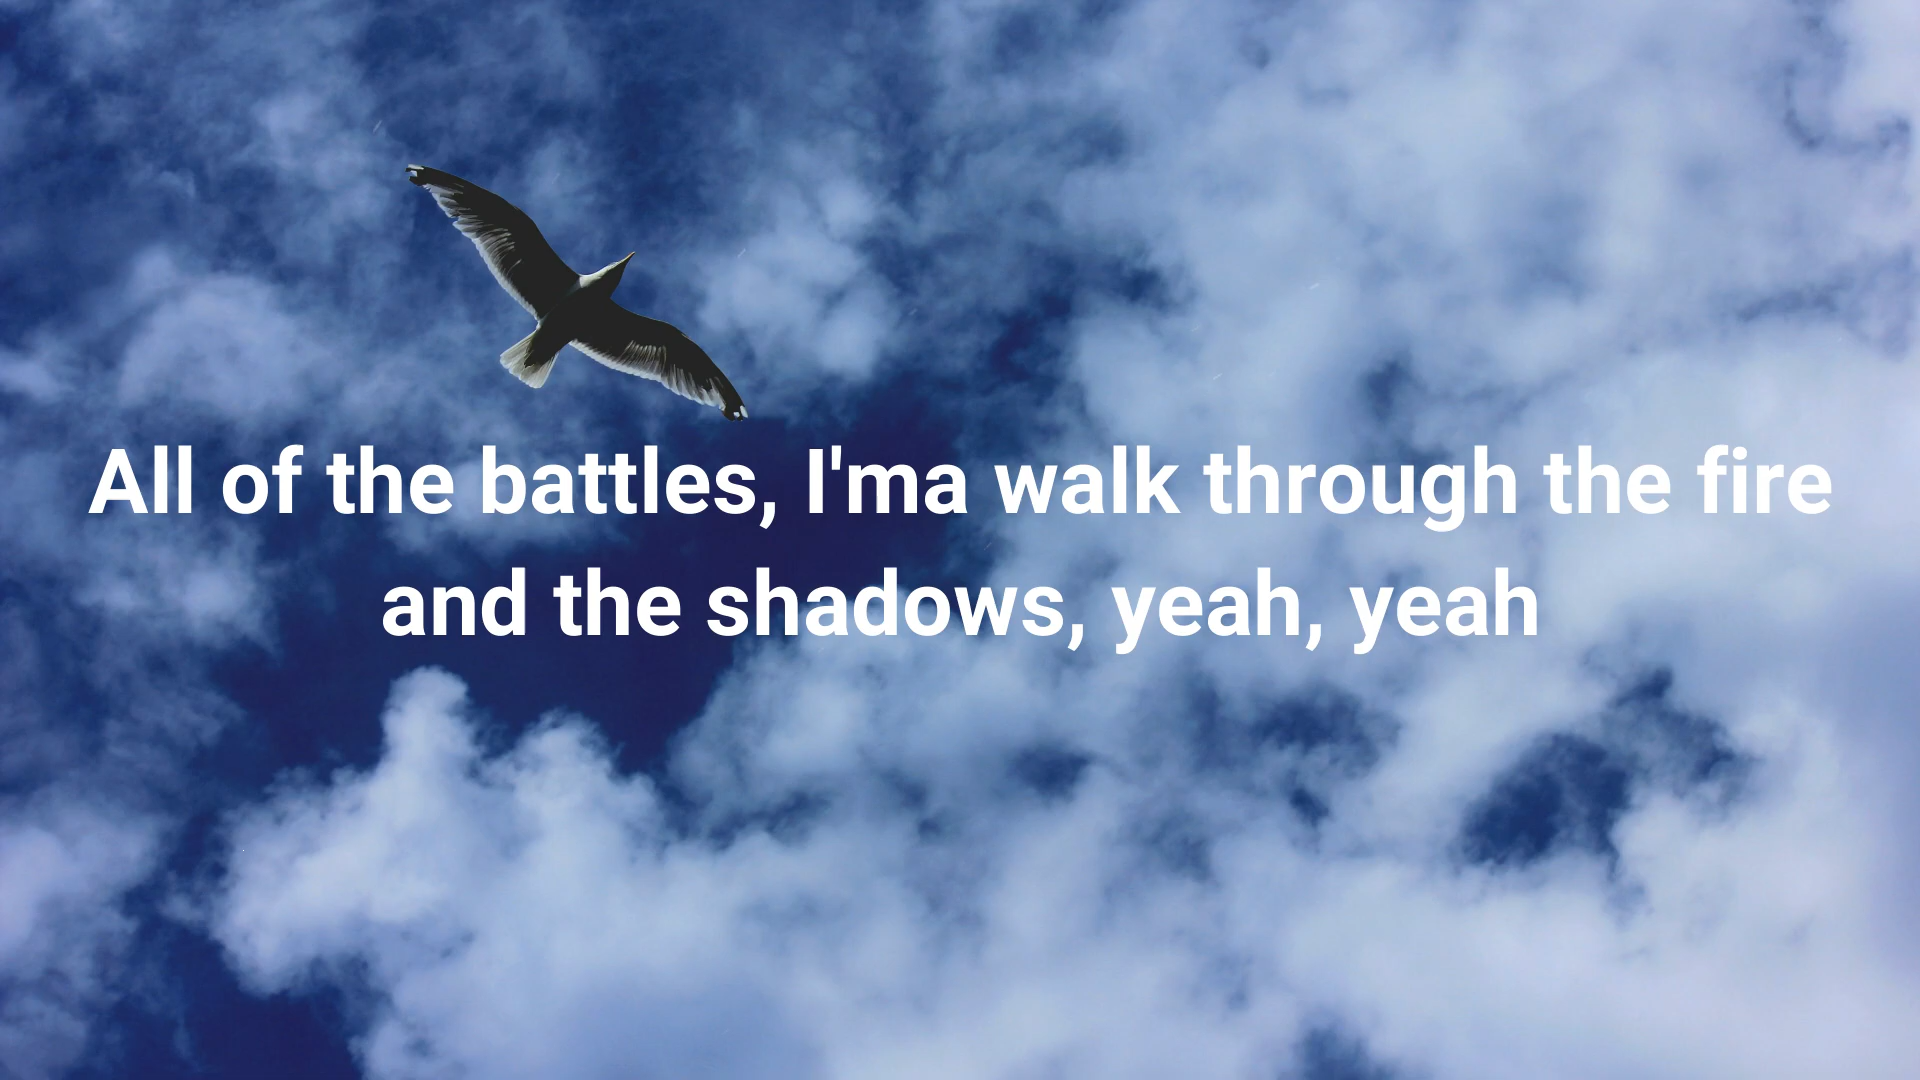 All of the battles, I'ma walk through the fire
and the shadows, yeah, yeah